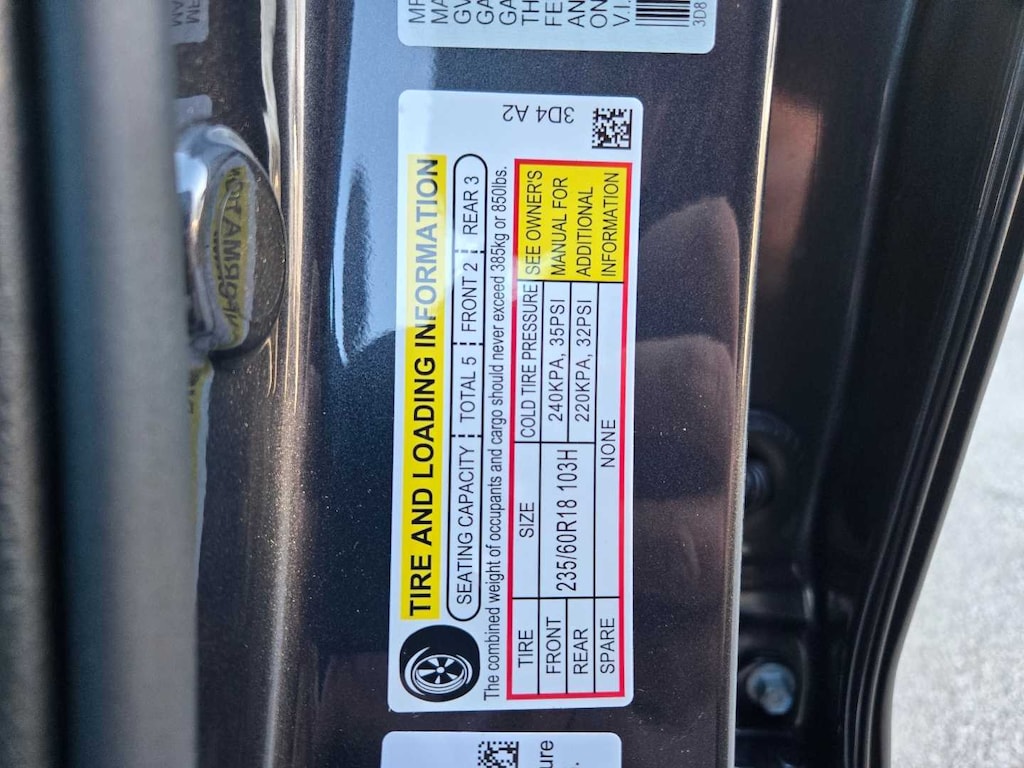 3D4 A2
TIRE AND LOADING INFORMATION
SEATING CAPACITY TOTAL 5 FRONT 2 REAR 3
The combined weight of occupants and cargo should never exceed 385kg or 850lbs.
TIRE SIZE COLD TIRE PRESSURE
FRONT 235/60R18 103H 240KPA, 35PSI
REAR 220KPA, 32PSI
SPARE NONE
SEE OWNER'S
MANUAL FOR
ADDITIONAL
INFORMATION
V.I.
3D8